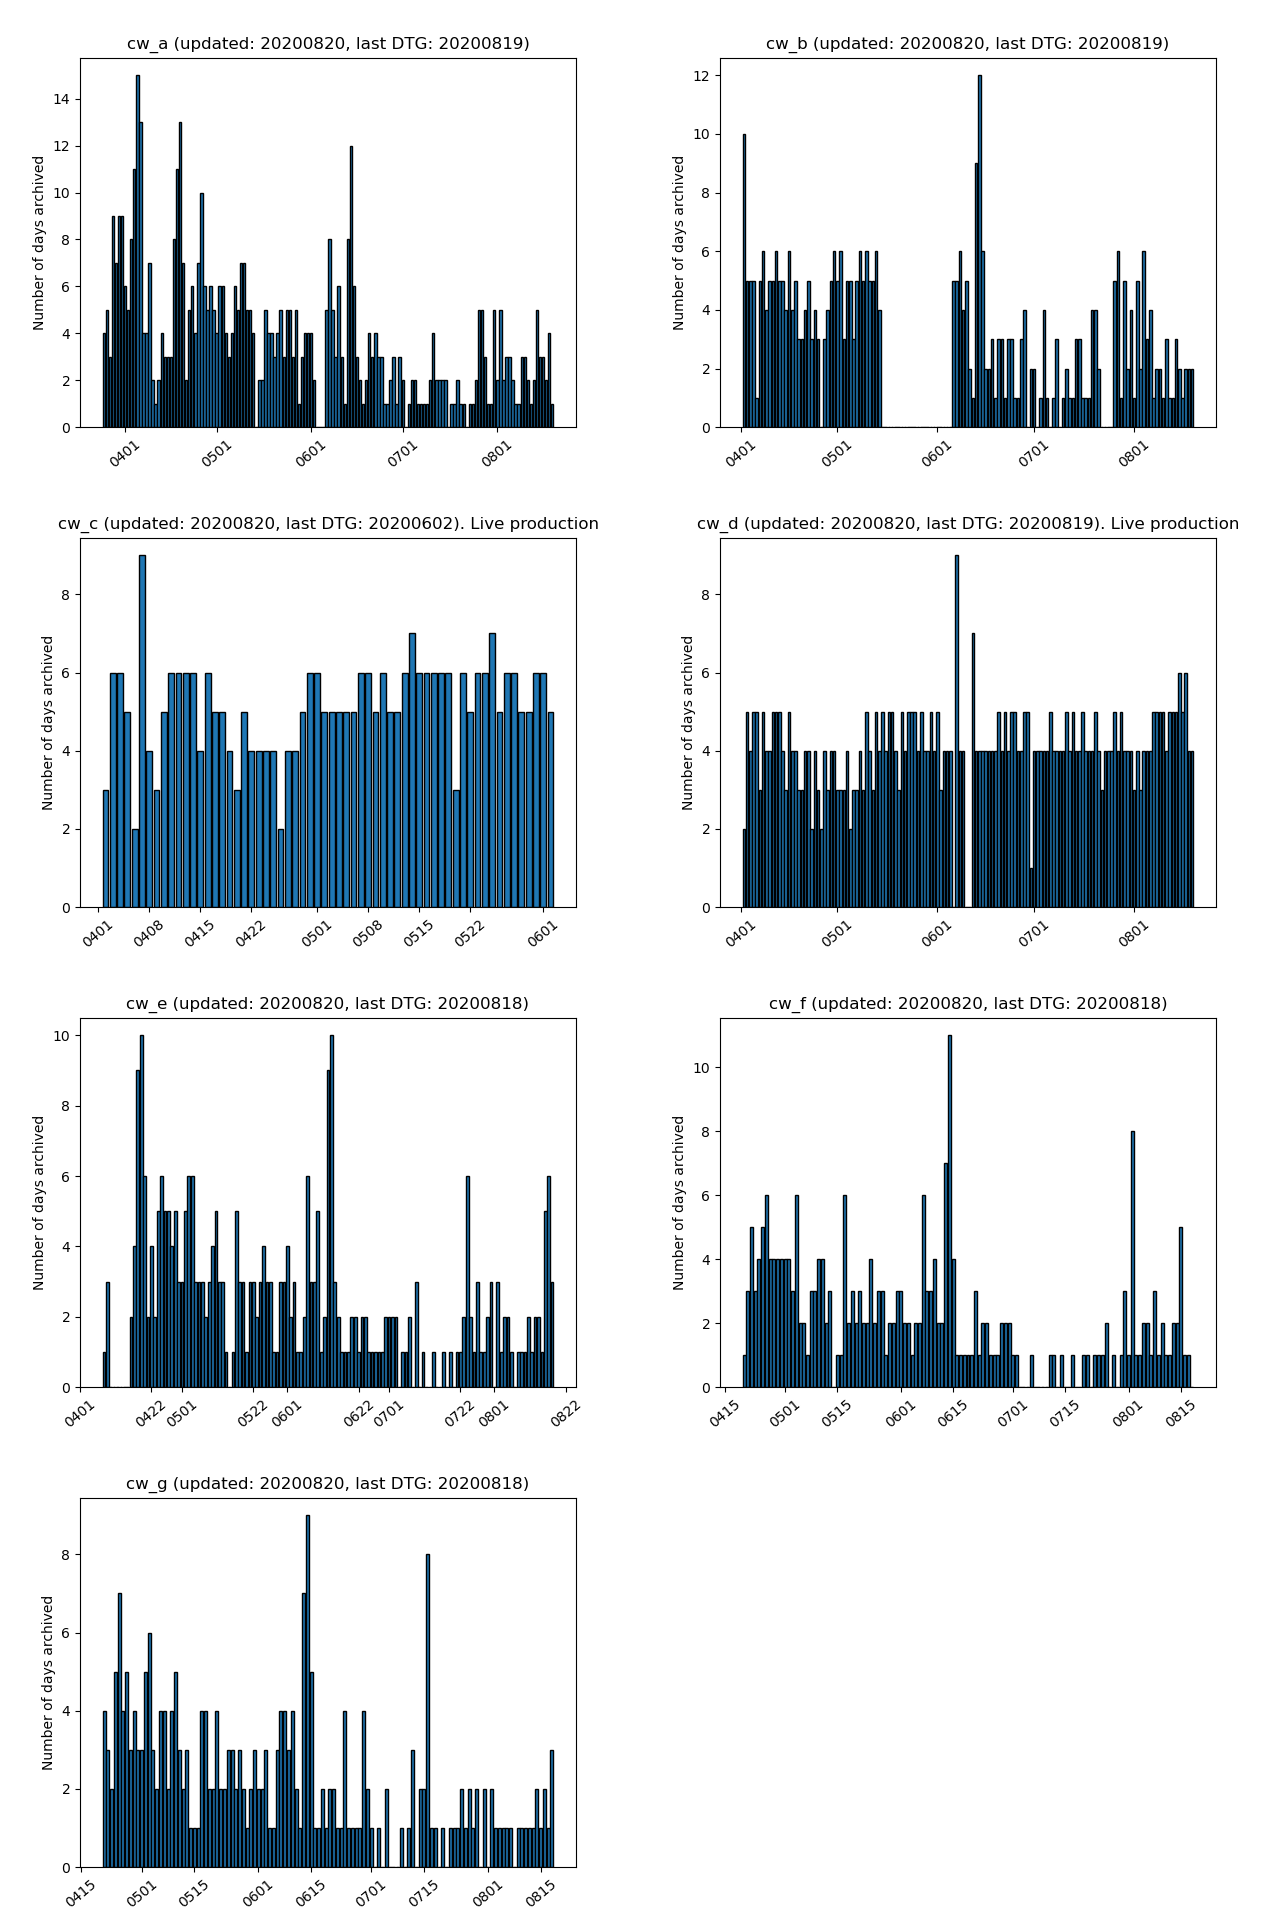 cw_a (updated: 20200820, last DTG: 20200819)
Number of days archived
14
12
10
8
6
4
2
0
0401 0501 0601 0701 0801
cw_b (updated: 20200820, last DTG: 20200819)
Number of days archived
12
10
8
6
4
2
0
0401 0501 0601 0701 0801
cw_c (updated: 20200820, last DTG: 20200602). Live production
Number of days archived
8
6
4
2
0
0401 0408 0415 0422 0501 0508 0515 0522 0601
cw_d (updated: 20200820, last DTG: 20200819). Live production
Number of days archived
8
6
4
2
0
0401 0501 0601 0701 0801
cw_e (updated: 20200820, last DTG: 20200818)
Number of days archived
10
8
6
4
2
0
0401 0422 0501 0522 0601 0622 0701 0722 0801 0822
cw_f (updated: 20200820, last DTG: 20200818)
Number of days archived
10
8
6
4
2
0
0415 0501 0515 0601 0615 0701 0715 0801 0815
cw_g (updated: 20200820, last DTG: 20200818)
Number of days archived
8
6
4
2
0
0415 0501 0515 0601 0615 0701 0715 0801 0815